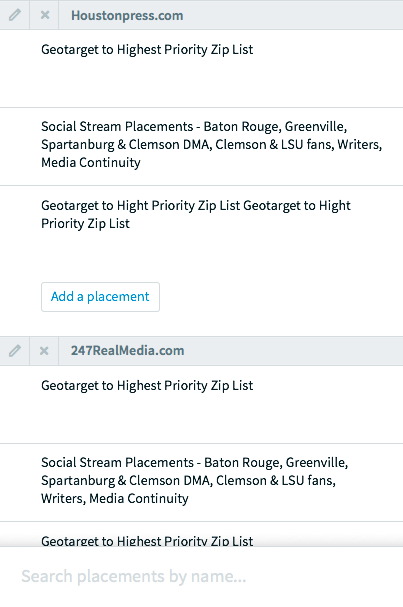 Houstonpress.com
Geotarget to Highest Priority Zip List
Social Stream Placements - Baton Rouge, Greenville,
Spartanburg & Clemson DMA, Clemson & LSU fans, Writers,
Media Continuity
Geotarget to Hight Priority Zip List Geotarget to Hight
Priority Zip List
Add a placement
247RealMedia.com
Geotarget to Highest Priority Zip List
Social Stream Placements - Baton Rouge, Greenville,
Spartanburg & Clemson DMA, Clemson & LSU fans,
Writers, Media Continuity
Geotarget to Highest Priority Zip List
Search placements by name...